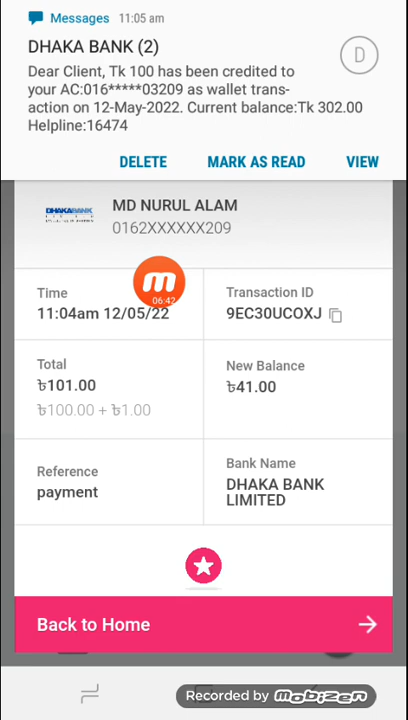 Messages 11:05 am
DHAKA BANK (2)
D
Dear Client, Tk 100 has been credited to
your AC:016*****03209 as wallet trans-
action on 12-May-2022. Current balance:Tk 302.00
Helpline:16474
DELETE MARK AS READ VIEW
DHAKA BANK
MD NURUL ALAM
0162XXXXXX209
06:42
Time
11:04am 12/05/22
Transaction ID
9EC30UCOXJ
Total
৳101.00
৳100.00 + ৳1.00
New Balance
৳41.00
Reference
payment
Bank Name
DHAKA BANK
LIMITED
Back to Home
Recorded by Mobizen